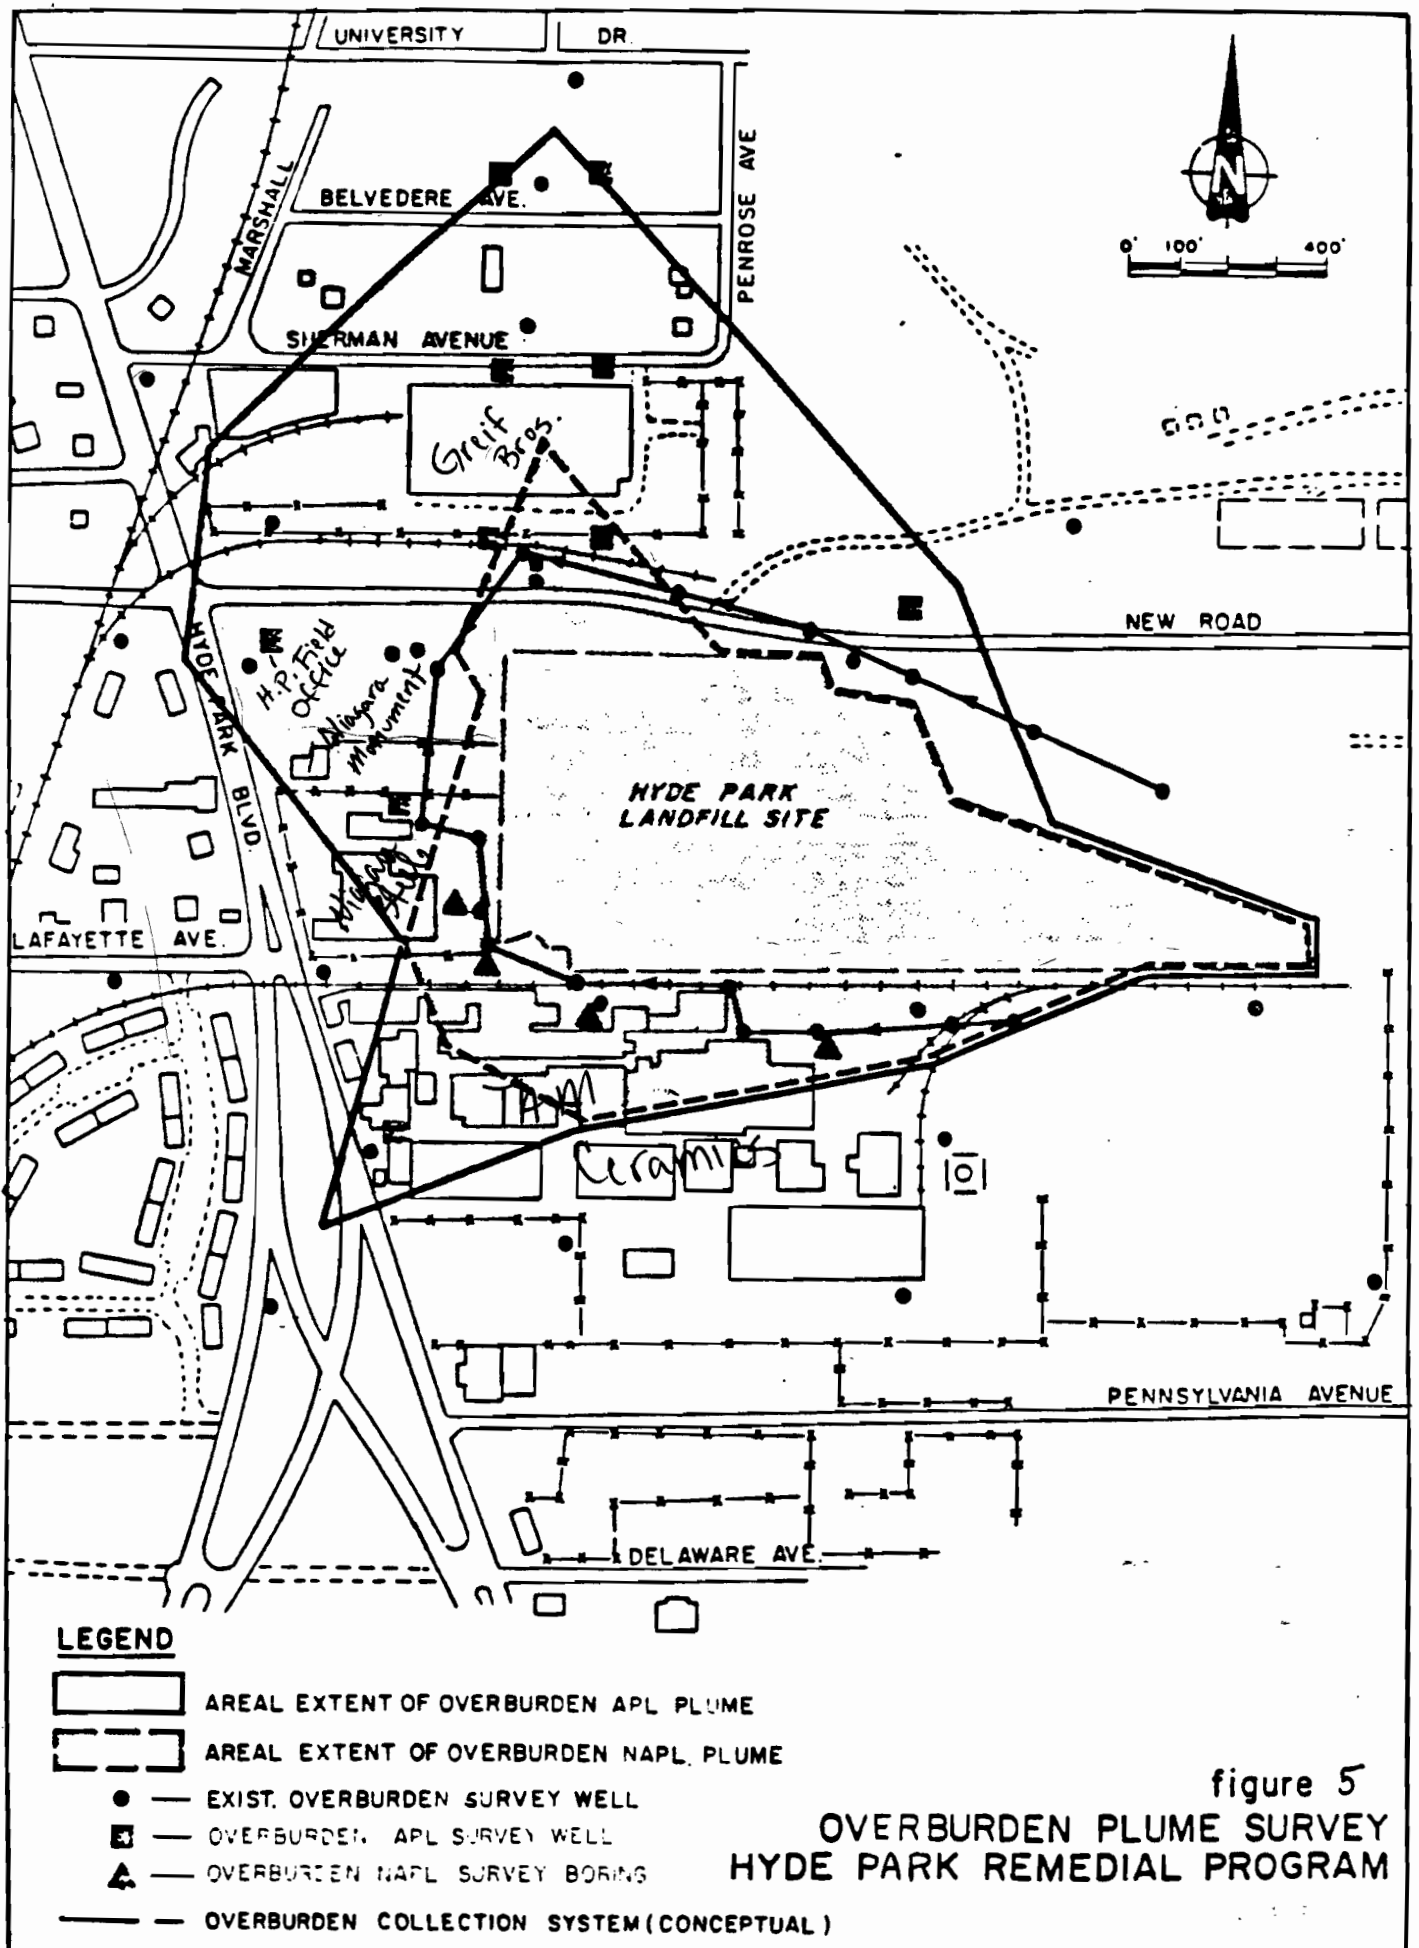 UNIVERSITY DR.
PENROSE AVE
MARSHALL
BELVEDERE AVE.
N
0' 100' 400'
SHERMAN AVENUE
Greif
Bros.
NEW ROAD
HYDE PARK BLVD.
H.P. Field
Office
Niagara
Monument
HYDE PARK
LANDFILL SITE
Niagara
Steel
LAFAYETTE AVE.
Ceramics
PENNSYLVANIA AVENUE
DELAWARE AVE.
LEGEND
AREAL EXTENT OF OVERBURDEN APL PLUME
AREAL EXTENT OF OVERBURDEN NAPL PLUME
EXIST. OVERBURDEN SURVEY WELL
OVERBURDEN APL SURVEY WELL
OVERBURDEN NAPL SURVEY BORING
OVERBURDEN COLLECTION SYSTEM (CONCEPTUAL)
figure 5
OVERBURDEN PLUME SURVEY
HYDE PARK REMEDIAL PROGRAM